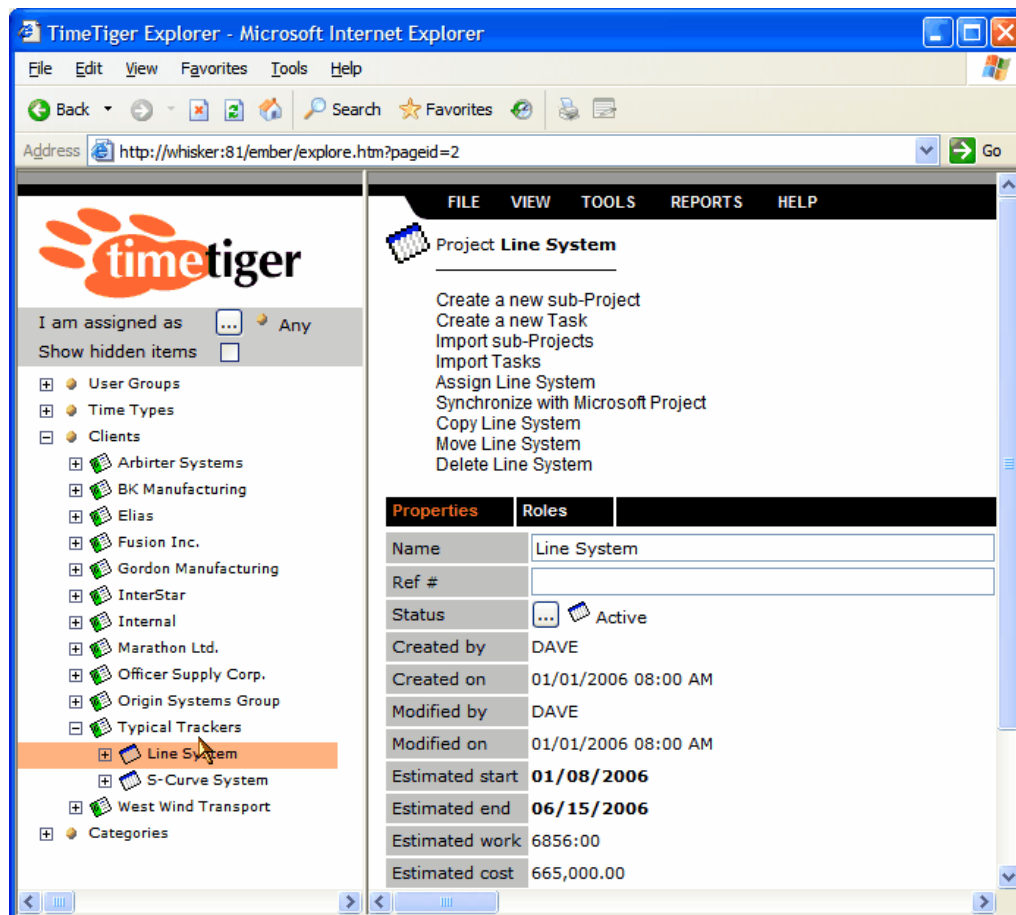 TimeTiger Explorer - Microsoft Internet Explorer
File Edit View Favorites Tools Help
Back Search Favorites
Address http://whisker:81/ember/explore.htm?pageid=2 Go
timetiger
I am assigned as ... Any
Show hidden items
User Groups
Time Types
Clients
Arbirter Systems
BK Manufacturing
Elias
Fusion Inc.
Gordon Manufacturing
InterStar
Internal
Marathon Ltd.
Officer Supply Corp.
Origin Systems Group
Typical Trackers
Line System
S-Curve System
West Wind Transport
Categories
FILE VIEW TOOLS REPORTS HELP
Project Line System
Create a new sub-Project
Create a new Task
Import sub-Projects
Import Tasks
Assign Line System
Synchronize with Microsoft Project
Copy Line System
Move Line System
Delete Line System
Properties Roles
Name Line System
Ref #
Status ... Active
Created by DAVE
Created on 01/01/2006 08:00 AM
Modified by DAVE
Modified on 01/01/2006 08:00 AM
Estimated start 01/08/2006
Estimated end 06/15/2006
Estimated work 6856:00
Estimated cost 665,000.00